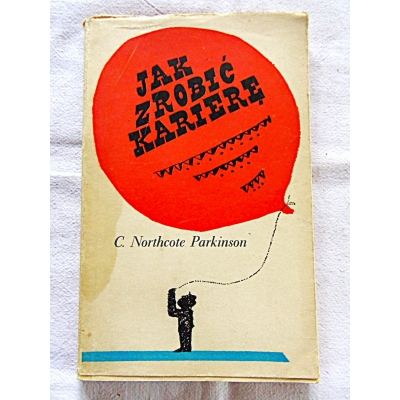 JAK
ZROBIĆ
KARIERĘ
C. Northcote Parkinson